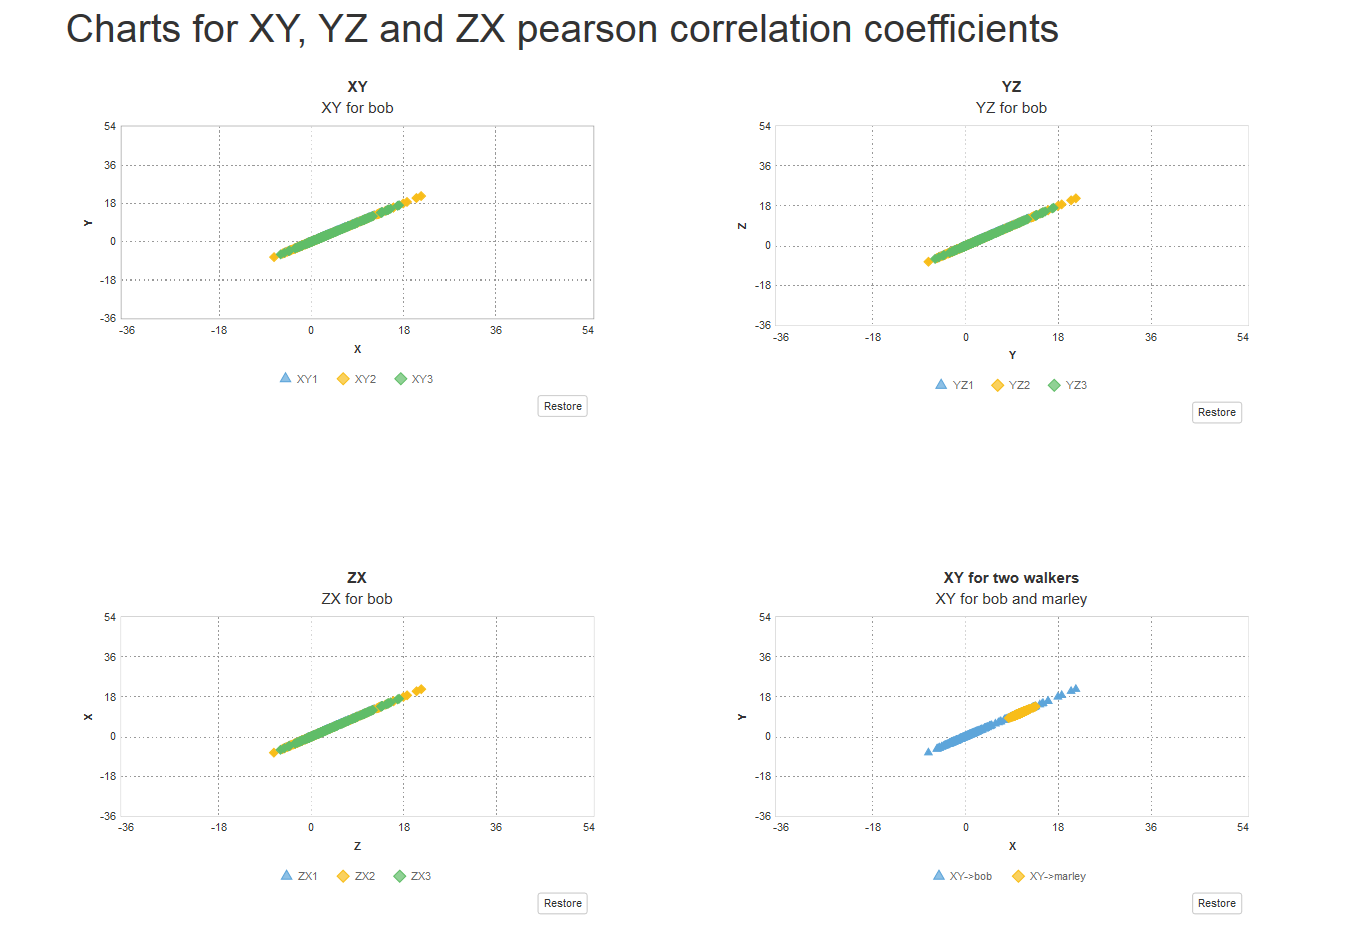 Charts for XY, YZ and ZX pearson correlation coefficients
XY
XY for bob
54
36
18
0
-18
-36
Y
-36 -18 0 18 36 54
X
XY1 XY2 XY3
Restore
YZ
YZ for bob
54
36
18
0
-18
-36
Z
-36 -18 0 18 36 54
Y
YZ1 YZ2 YZ3
Restore
ZX
ZX for bob
54
36
18
0
-18
-36
X
-36 -18 0 18 36 54
Z
ZX1 ZX2 ZX3
Restore
XY for two walkers
XY for bob and marley
54
36
18
0
-18
-36
Y
-36 -18 0 18 36 54
X
XY->bob XY->marley
Restore